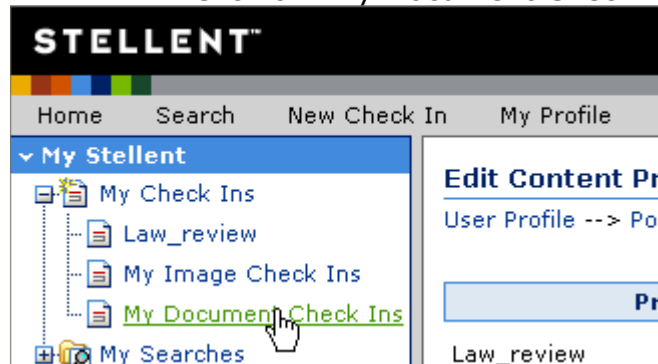 STELLENT™
Home Search New Check In My Profile
My Stellent
My Check Ins
Law_review
My Image Check Ins
My Document Check Ins
My Searches
Edit Content Pr
User Profile --> Po
Pr
Law_review